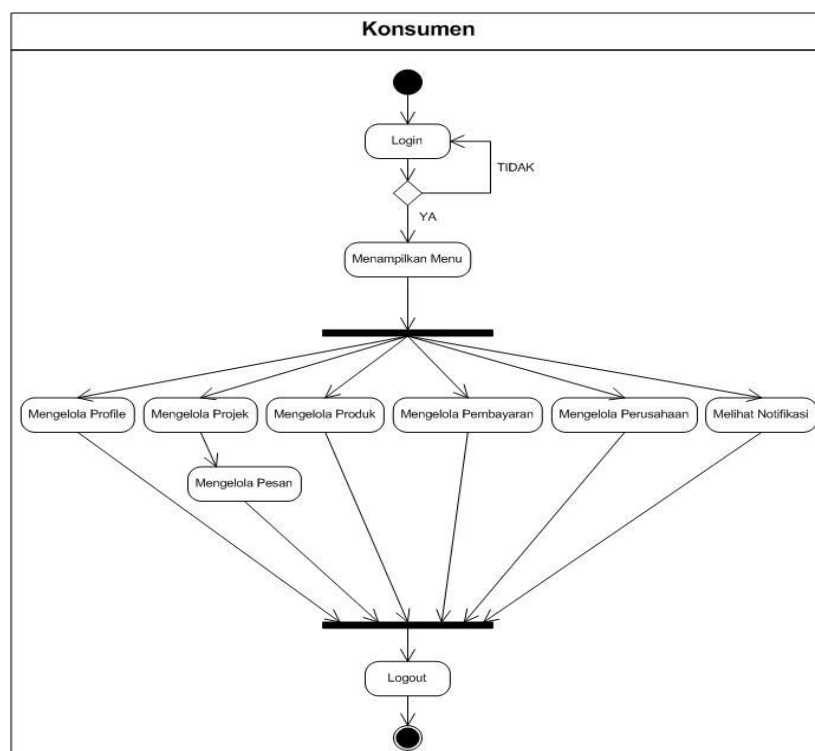 Konsumen
Login
TIDAK
YA
Menampilkan Menu
Mengelola Profile
Mengelola Projek
Mengelola Produk
Mengelola Pembayaran
Mengelola Perusahaan
Melihat Notifikasi
Mengelola Pesan
Logout